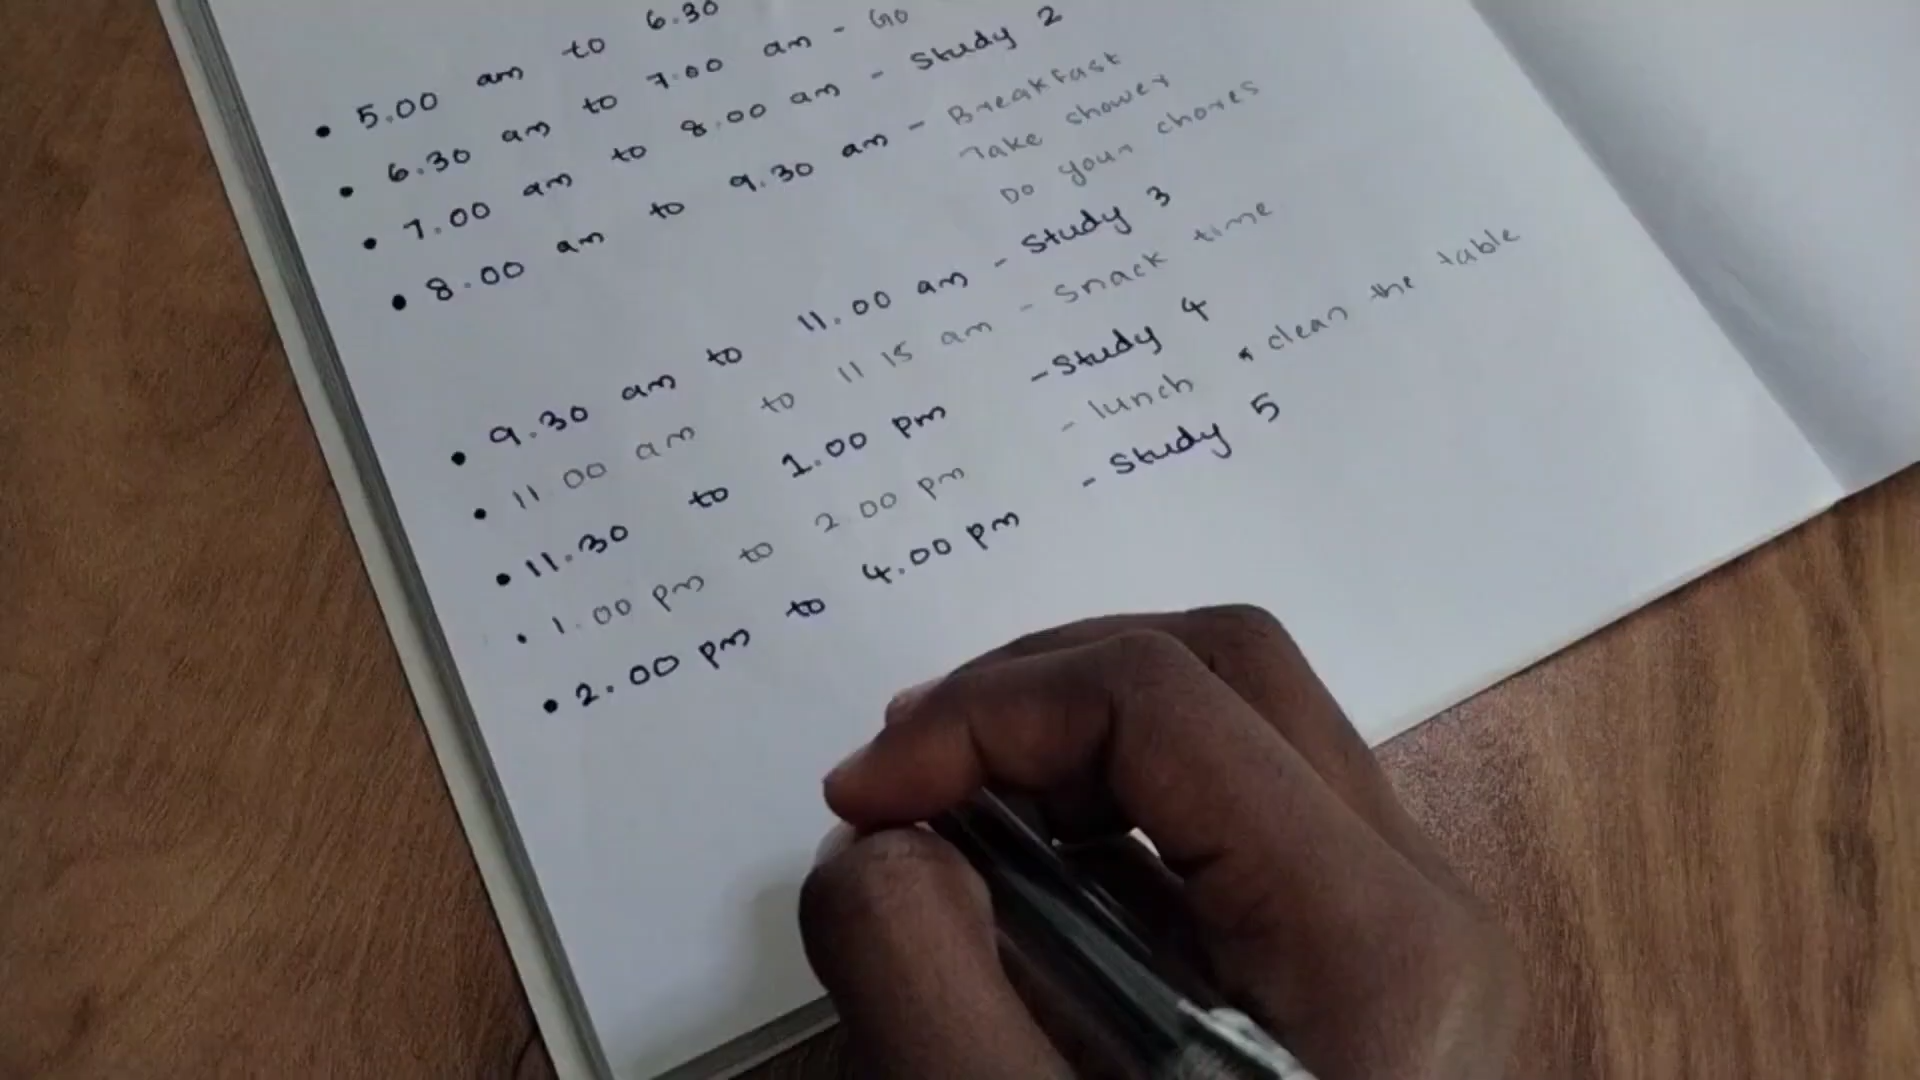 • 5.00 am to 6.30
• 6.30 am to 7.00 am - Go
• 7.00 am to 8.00 am - Study 2
• 8.00 am to 9.30 am - Breakfast
Take shower
Do your chores
• 9.30 am to 11.00 am - Study 3
• 11 00 am to 11 15 am - Snack time
• 11.30 to 1.00 pm - Study 4
• 1.00 pm to 2 00 pm - lunch * clean the table
• 2.00 pm to 4.00 pm - Study 5